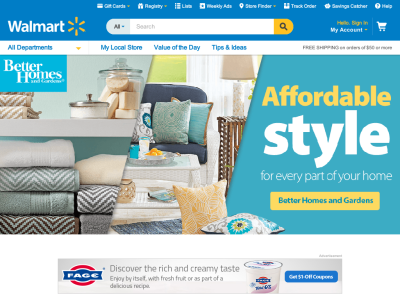 Gift Cards
Registry
Lists
Weekly Ads
Store Finder
Track Order
Savings Catcher
Help
Walmart
All
Search
Hello. Sign in
My Account
All Departments
My Local Store
Value of the Day
Tips & Ideas
FREE SHIPPING on orders of $50 or more
Better
Homes
and Gardens
Affordable
style
for every part of your home
Better Homes and Gardens
Advertisement
FAGE
Discover the rich and creamy taste
Enjoy by itself, with fresh fruit or as part of a
delicious recipe.
Get $1-Off Coupons